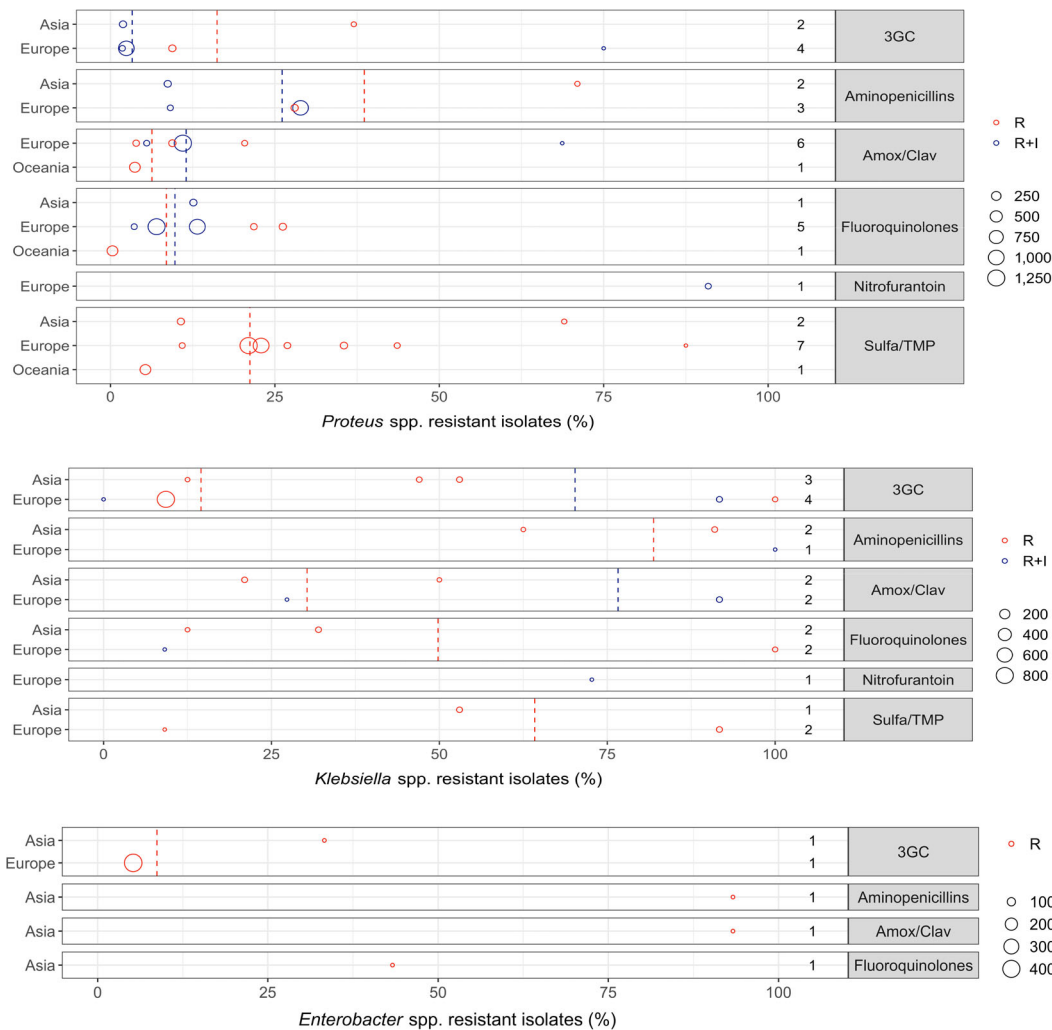 Asia 2
Europe 4
3GC
Asia 2
Europe 3
Aminopenicillins
Europe 6
Oceania 1
Amox/Clav
Asia 1
Europe 5
Oceania 1
Fluoroquinolones
Europe 1 Nitrofurantoin
Asia 2
Europe 7
Oceania 1
Sulfa/TMP
0 25 50 75 100
Proteus spp. resistant isolates (%)
R
R+I
250
500
750
1,000
1,250
Asia 3
Europe 4
3GC
Asia 2
Europe 1
Aminopenicillins
Asia 2
Europe 2
Amox/Clav
Asia 2
Europe 2
Fluoroquinolones
Europe 1 Nitrofurantoin
Asia 1
Europe 2
Sulfa/TMP
0 25 50 75 100
Klebsiella spp. resistant isolates (%)
R
R+I
200
400
600
800
Asia 1
Europe 1
3GC
Asia 1 Aminopenicillins
Asia 1 Amox/Clav
Asia 1 Fluoroquinolones
0 25 50 75 100
Enterobacter spp. resistant isolates (%)
R
100
200
300
400